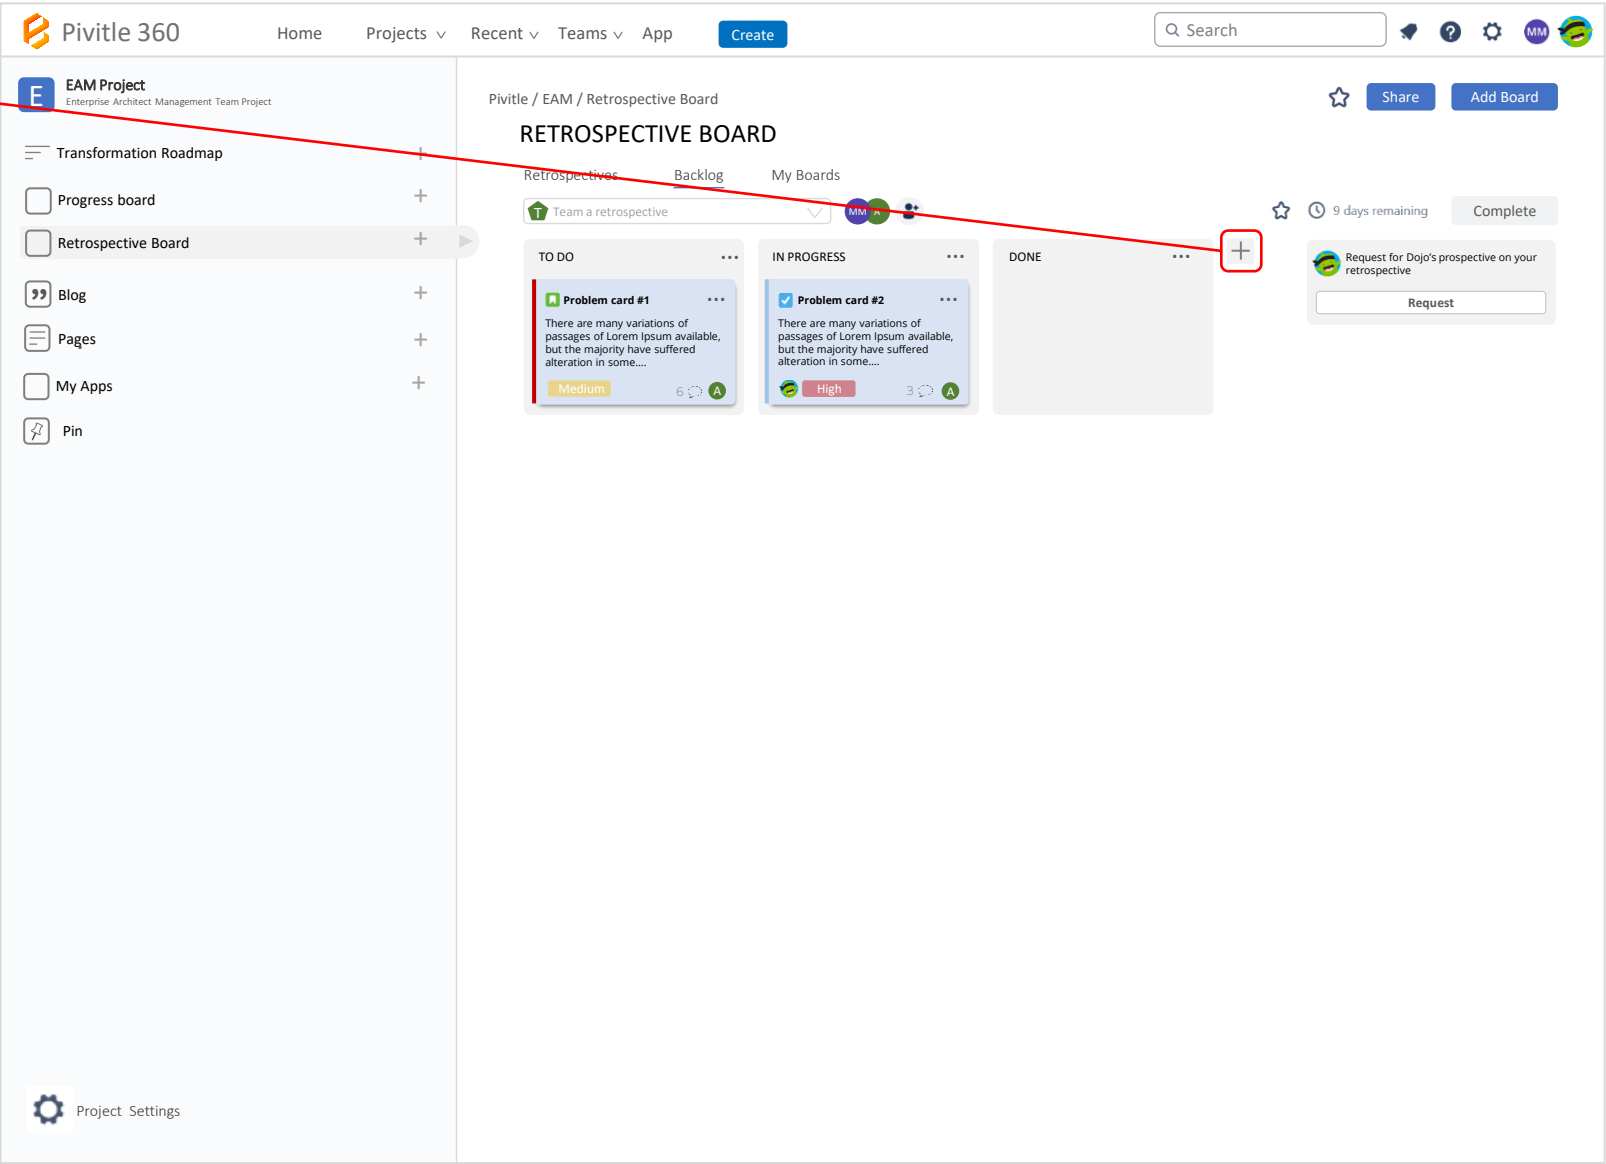 Pivitle 360
Home
Projects
Recent
Teams
App
Create
Search
MM
E
EAM Project
Enterprise Architect Management Team Project
Transformation Roadmap
Progress board
Retrospective Board
Blog
Pages
My Apps
Pin
Project Settings
Pivitle / EAM / Retrospective Board
Share
Add Board
RETROSPECTIVE BOARD
Retrospectives
Backlog
My Boards
T
Team a retrospective
MM
A
9 days remaining
Complete
TO DO
Problem card #1
There are many variations of
passages of Lorem Ipsum available,
but the majority have suffered
alteration in some....
Medium
6
A
IN PROGRESS
Problem card #2
There are many variations of
passages of Lorem Ipsum available,
but the majority have suffered
alteration in some....
High
3
A
DONE
Request for Dojo's prospective on your
retrospective
Request